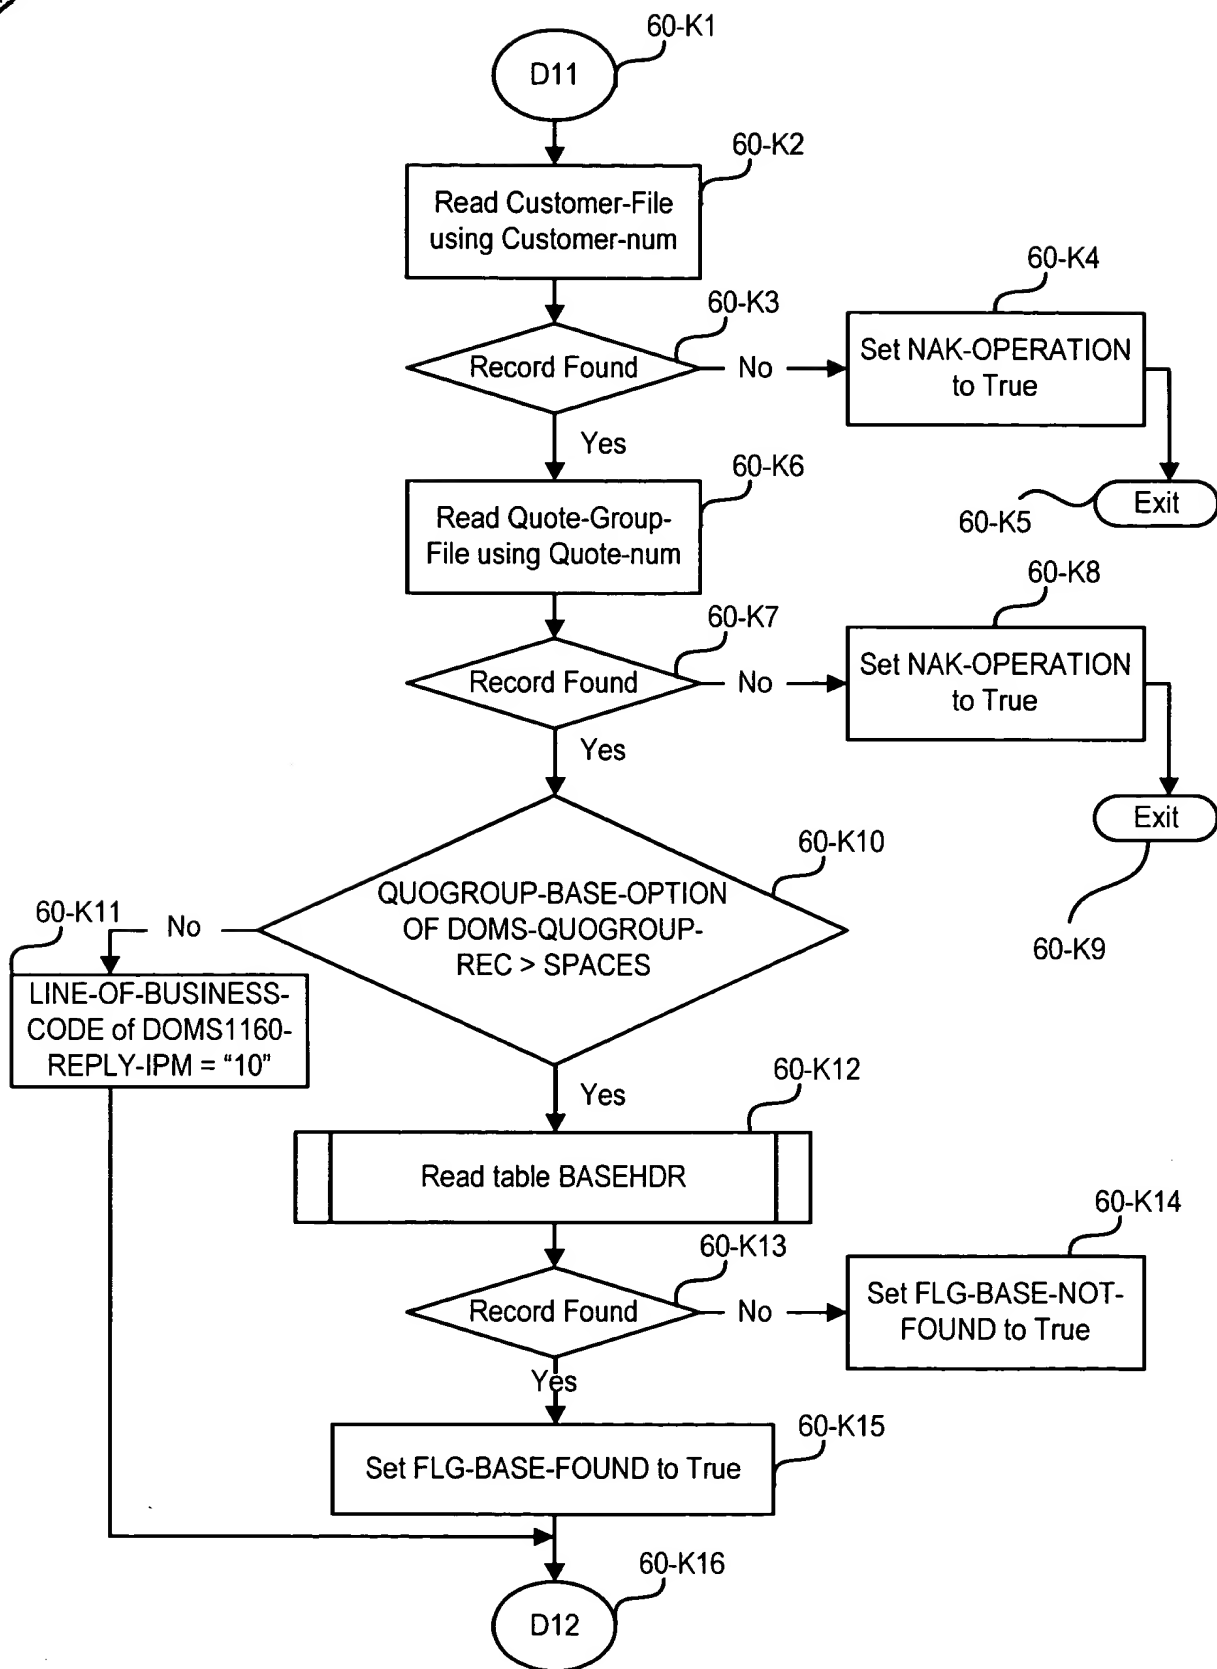 60-K1
D11
60-K2
Read Customer-File
using Customer-num
60-K3
Record Found
No
60-K4
Set NAK-OPERATION
to True
60-K5
Exit
Yes
60-K6
Read Quote-Group-
File using Quote-num
60-K7
Record Found
No
60-K8
Set NAK-OPERATION
to True
Exit
60-K9
Yes
60-K10
QUOGROUP-BASE-OPTION
OF DOMS-QUOGROUP-
REC > SPACES
No
60-K11
LINE-OF-BUSINESS-
CODE of DOMS1160-
REPLY-IPM = “10”
Yes
60-K12
Read table BASEHDR
60-K13
Record Found
No
60-K14
Set FLG-BASE-NOT-
FOUND to True
Yes
60-K15
Set FLG-BASE-FOUND to True
60-K16
D12